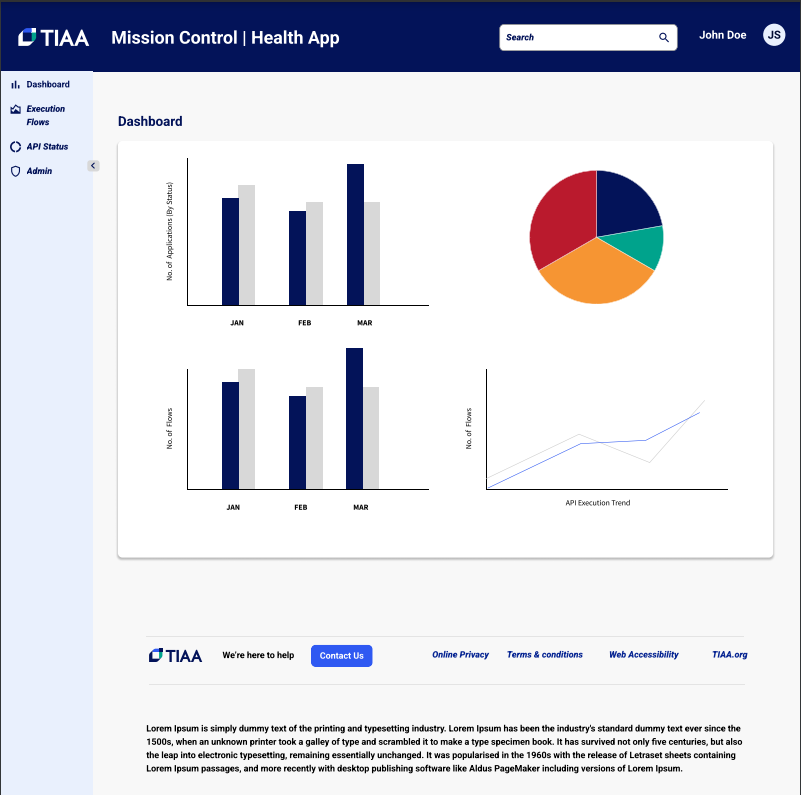 TIAA
Mission Control | Health App
Search
John Doe
JS
Dashboard
Execution
Flows
API Status
Admin
Dashboard
No. of Applications (By Status)
JAN
FEB
MAR
No. of Flows
JAN
FEB
MAR
No. of Flows
API Execution Trend
TIAA
We're here to help
Contact Us
Online Privacy
Terms & conditions
Web Accessibility
TIAA.org
Lorem Ipsum is simply dummy text of the printing and typesetting industry. Lorem Ipsum has been the industry's standard dummy text ever since the
1500s, when an unknown printer took a galley of type and scrambled it to make a type specimen book. It has survived not only five centuries, but also
the leap into electronic typesetting, remaining essentially unchanged. It was popularised in the 1960s with the release of Letraset sheets containing
Lorem Ipsum passages, and more recently with desktop publishing software like Aldus PageMaker including versions of Lorem Ipsum.